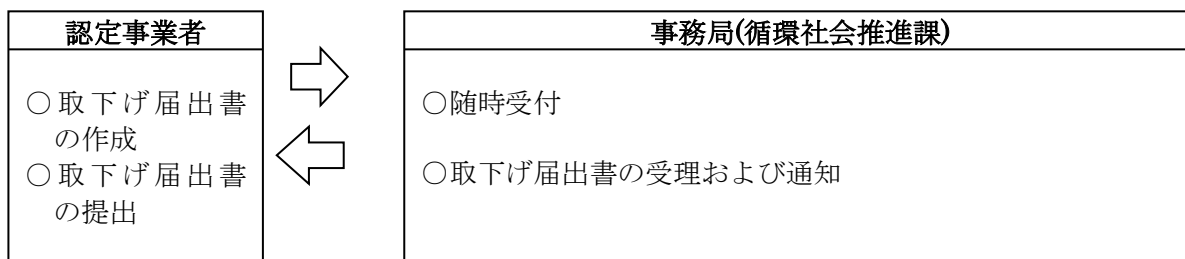 認定事業者
○取下げ届出書
の作成
○取下げ届出書
の提出
事務局(循環社会推進課)
○随時受付
○取下げ届出書の受理および通知